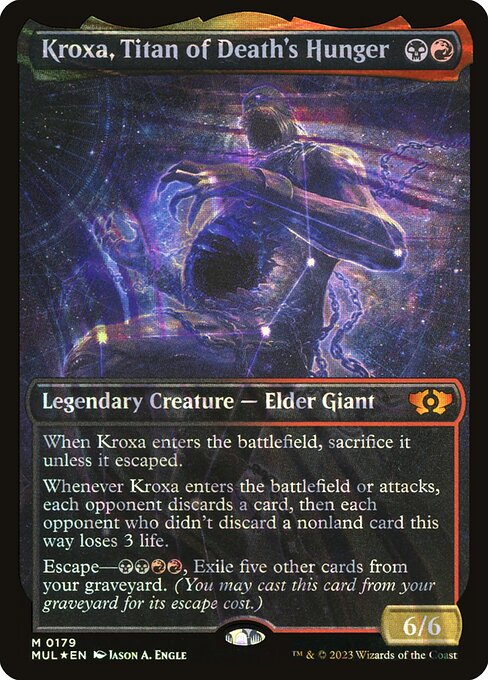 Kroxa, Titan of Death's Hunger
Legendary Creature — Elder Giant
When Kroxa enters the battlefield, sacrifice it
unless it escaped.
Whenever Kroxa enters the battlefield or attacks,
each opponent discards a card, then each
opponent who didn't discard a nonland card this
way loses 3 life.
Escape—, Exile five other cards from
your graveyard. (You may cast this card from your
graveyard for its escape cost.)
6/6
M 0179
MUL★EN Jason A. Engle
™ & © 2023 Wizards of the Coast